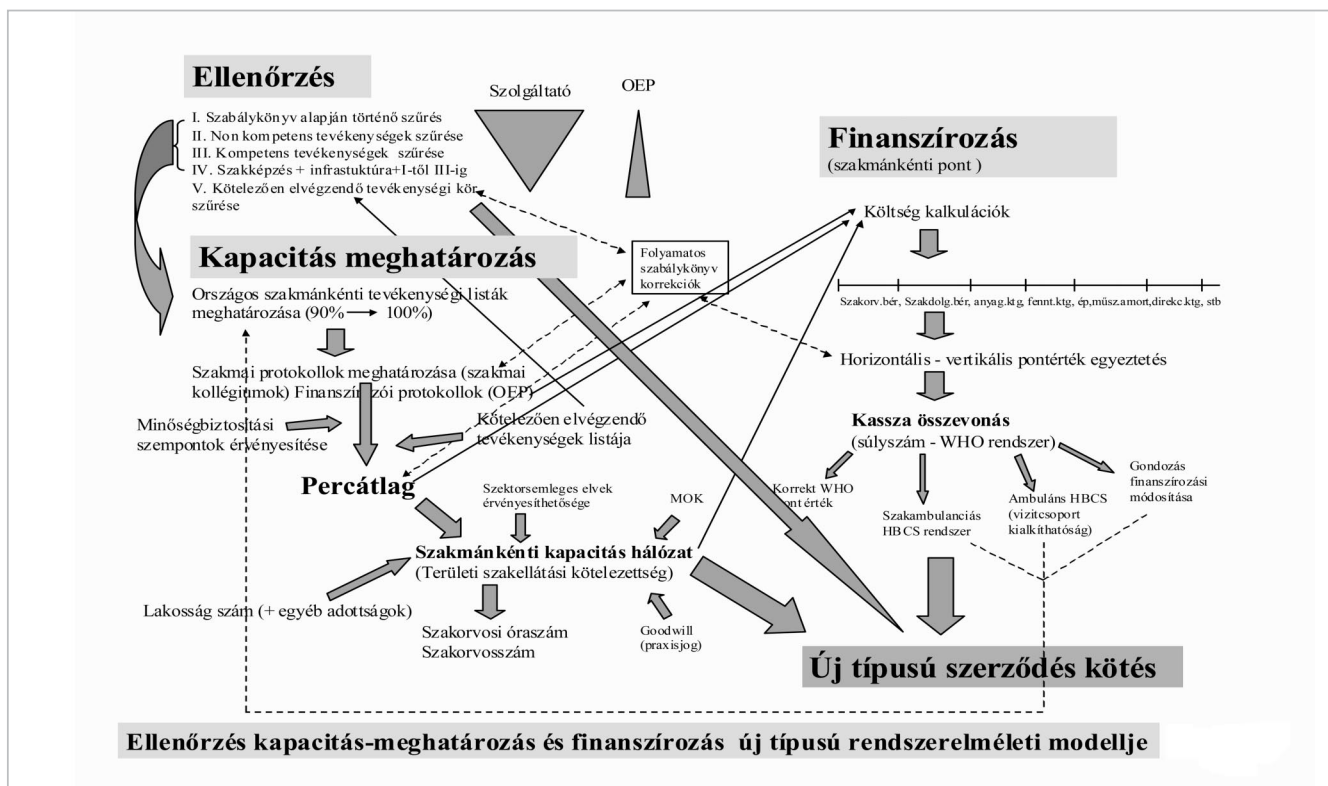 Ellenőrzés
I. Szabálykönyv alapján történő szűrés
II. Non kompetens tevékenységek szűrése
III. Kompetens tevékenységek szűrése
IV. Szakképzés + infrastuktúra+I-től III-ig
V. Kötelezően elvégzendő tevékenységi kör
szűrése
Szolgáltató
OEP
Finanszírozás
(szakmánkénti pont )
Költség kalkulációk
Kapacitás meghatározás
Folyamatos
szabálykönyv
korrekciók
Országos szakmánkénti tevékenységi listák
meghatározása (90% 100%)
Szakorv.bér, Szakdolg.bér, anyag.ktg, fennt.ktg, ép,műsz.amort,direkc.ktg, stb
Horizontális - vertikális pontérték egyeztetés
Szakmai protokollok meghatározása (szakmai
kollégiumok) Finanszírozói protokollok (OEP)
Minőségbiztosítási
szempontok érvényesítése
Kötelezően elvégzendő
tevékenységek listája
Kassza összevonás
(súlyszám - WHO rendszer)
Percátlag
Szektorsemleges elvek
érvényesíthetősége
MOK
Korrekt WHO
pontérték
Szakambulanciás
HBCS rendszer
Ambuláns HBCS
(vizitcsoport
kialkíthatóság)
Gondozás
finanszírozási
módosítása
Szakmánkénti kapacitás hálózat
(Területi szakellátási kötelezettség)
Lakosság szám (+ egyéb adottságok)
Szakorvosi óraszám
Szakorvosszám
Goodwill
(praxisjog)
Új típusú szerződés kötés
Ellenőrzés kapacitás-meghatározás és finanszírozás új típusú rendszerelméleti modellje